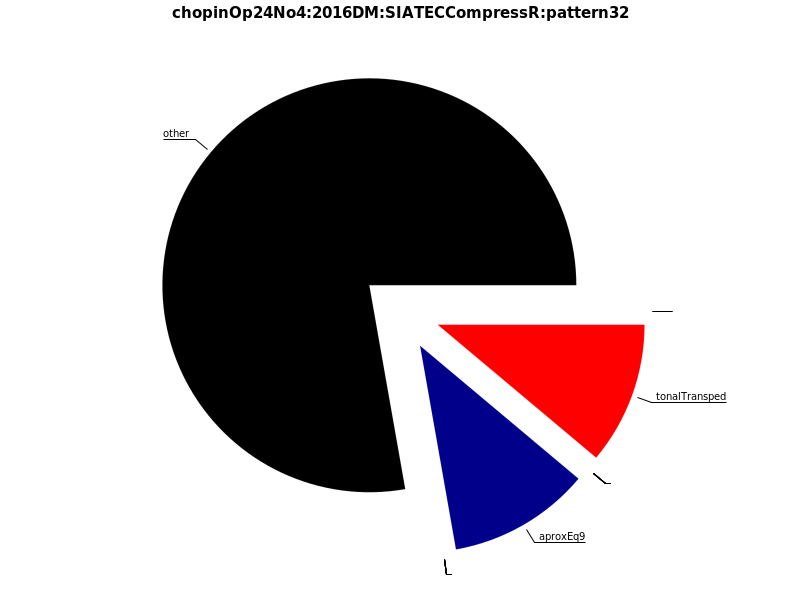 chopinOp24No4:2016DM:SIATECCompressR:pattern32
other
tonalTransped
aproxEq9